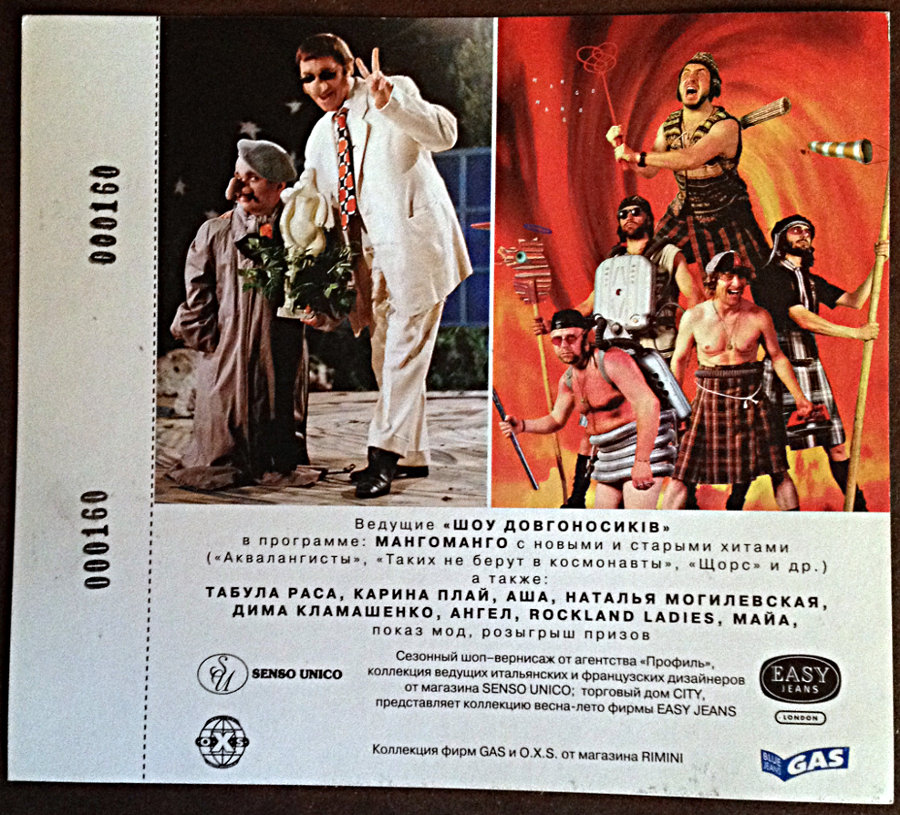 000160
000160
Ведущие «ШОУ ДОВГОНОСИКІВ»
в программе: МАНГОМАНГО с новыми и старыми хитами
(«Аквалангисты», «Таких не берут в космонавты», «Щорс» и др.)
а также:
ТАБУЛА РАСА, КАРИНА ПЛАЙ, АША, НАТАЛЬЯ МОГИЛЕВСКАЯ,
ДИМА КЛАМАШЕНКО, АНГЕЛ, ROCKLAND LADIES, МАЙА,
показ мод, розыгрыш призов
SU SENSO UNICO
Сезонный шоп–вернисаж от агентства «Профиль»,
коллекция ведущих итальянских и французских дизайнеров
от магазина SENSO UNICO; торговый дом CITY,
представляет коллекцию весна-лето фирмы EASY JEANS
EASY
JEANS
LONDON
OXS
Коллекция фирм GAS и O.X.S. от магазина RIMINI
BLUE
JEANS
GAS